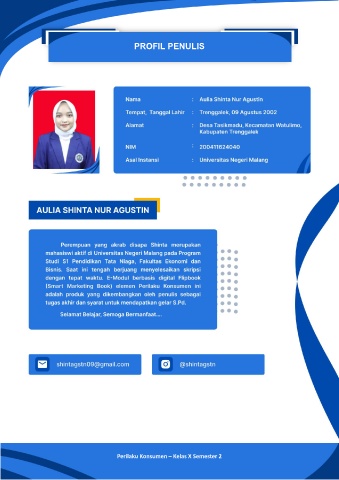 PROFIL PENULIS
Nama : Aulia Shinta Nur Agustin
Tempat, Tanggal Lahir : Trenggalek, 09 Agustus 2002
Alamat : Desa Tasikmadu, Kecamatan Watulimo,
Kabupaten Trenggalek
NIM : 200411624040
Asal Instansi : Universitas Negeri Malang
AULIA SHINTA NUR AGUSTIN
Perempuan yang akrab disapa Shinta merupakan
mahasiswi aktif di Universitas Negeri Malang pada Program
Studi S1 Pendidikan Tata Niaga, Fakultas Ekonomi dan
Bisnis. Saat ini tengah berjuang menyelesaikan skripsi
dengan tepat waktu. E-Modul berbasis digital Flipbook
(Smart Marketing Book) elemen Perilaku Konsumen ini
adalah produk yang dikembangkan oleh penulis sebagai
tugas akhir dan syarat untuk mendapatkan gelar S.Pd.
Selamat Belajar, Semoga Bermanfaat....
shintagstn09@gmail.com
@shintagstn
Perilaku Konsumen – Kelas X Semester 2